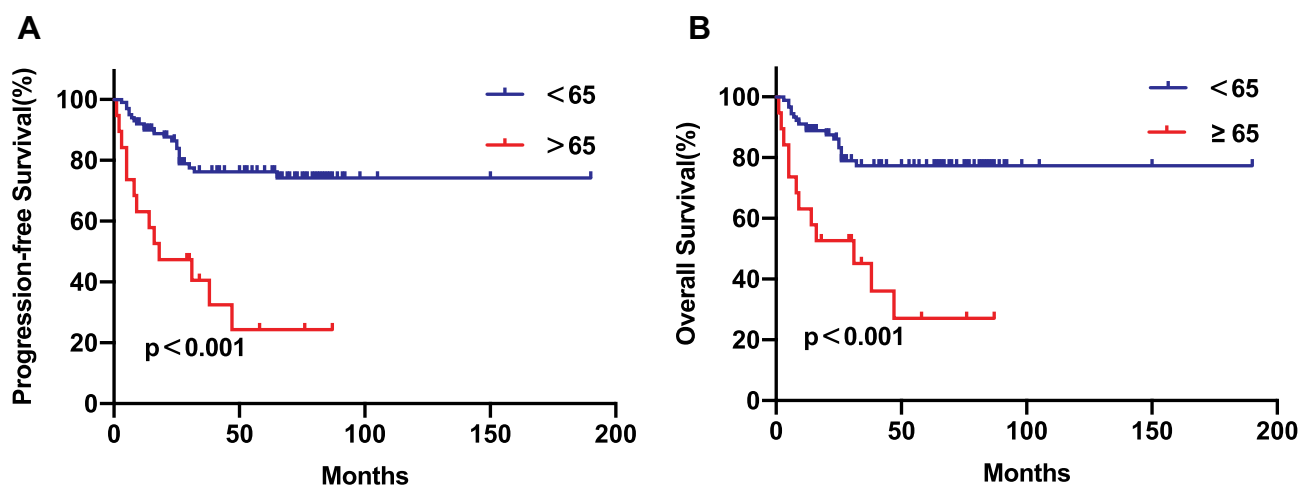 A
Progression-free Survival(%)
100
80
60
40
20
0
0 50 100 150 200
Months
<65
>65
p<0.001
B
Overall Survival(%)
100
80
60
40
20
0
0 50 100 150 200
Months
<65
≥65
p<0.001